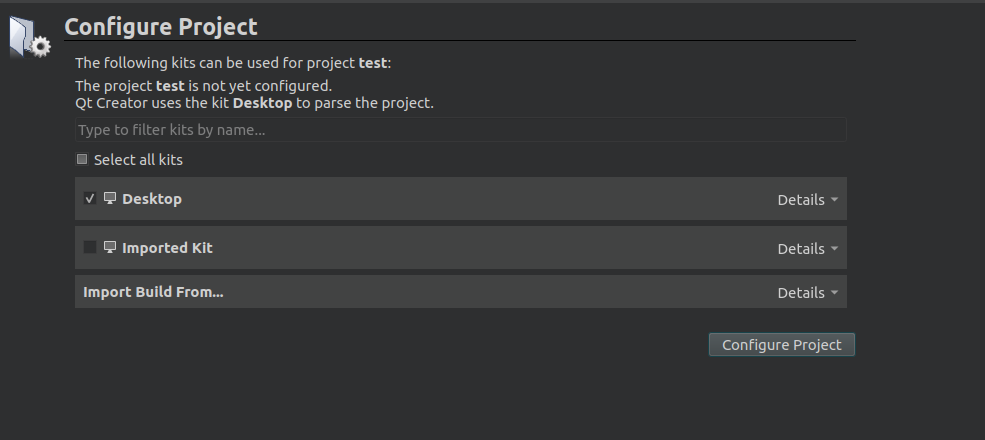 Configure Project
The following kits can be used for project test:
The project test is not yet configured.
Qt Creator uses the kit Desktop to parse the project.
Type to filter kits by name...
Select all kits
Desktop Details
Imported Kit Details
Import Build From... Details
Configure Project